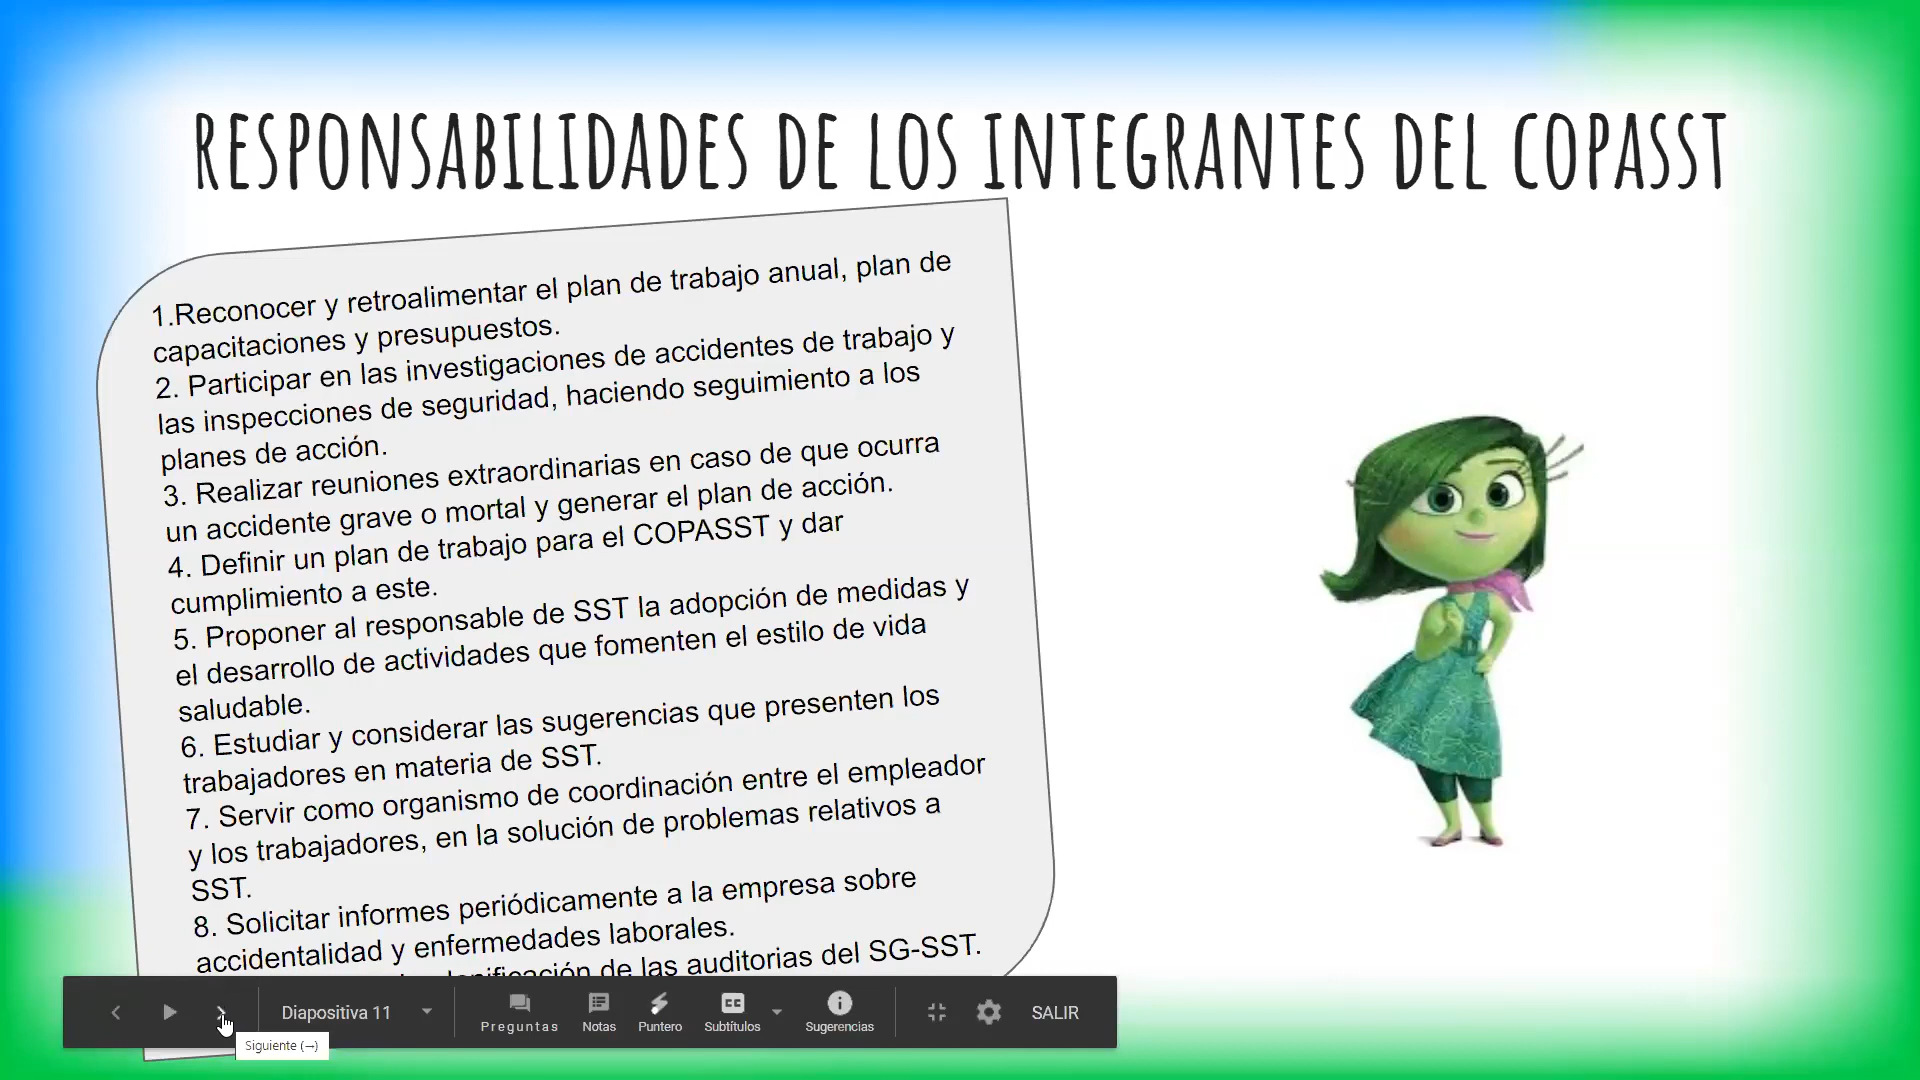 RESPONSABILIDADES DE LOS INTEGRANTES DEL COPASST
1.Reconocer y retroalimentar el plan de trabajo anual, plan de
capacitaciones y presupuestos.
2. Participar en las investigaciones de accidentes de trabajo y
las inspecciones de seguridad, haciendo seguimiento a los
planes de acción.
3. Realizar reuniones extraordinarias en caso de que ocurra
un accidente grave o mortal y generar el plan de acción.
4. Definir un plan de trabajo para el COPASST y dar
cumplimiento a este.
5. Proponer al responsable de SST la adopción de medidas y
el desarrollo de actividades que fomenten el estilo de vida
saludable.
6. Estudiar y considerar las sugerencias que presenten los
trabajadores en materia de SST.
7. Servir como organismo de coordinación entre el empleador
y los trabajadores, en la solución de problemas relativos a
SST.
8. Solicitar informes periódicamente a la empresa sobre
accidentalidad y enfermedades laborales.
de las auditorias del SG-SST.
Diapositiva 11
Preguntas
Notas
Puntero
Subtítulos
Sugerencias
SALIR
Siguiente (→)